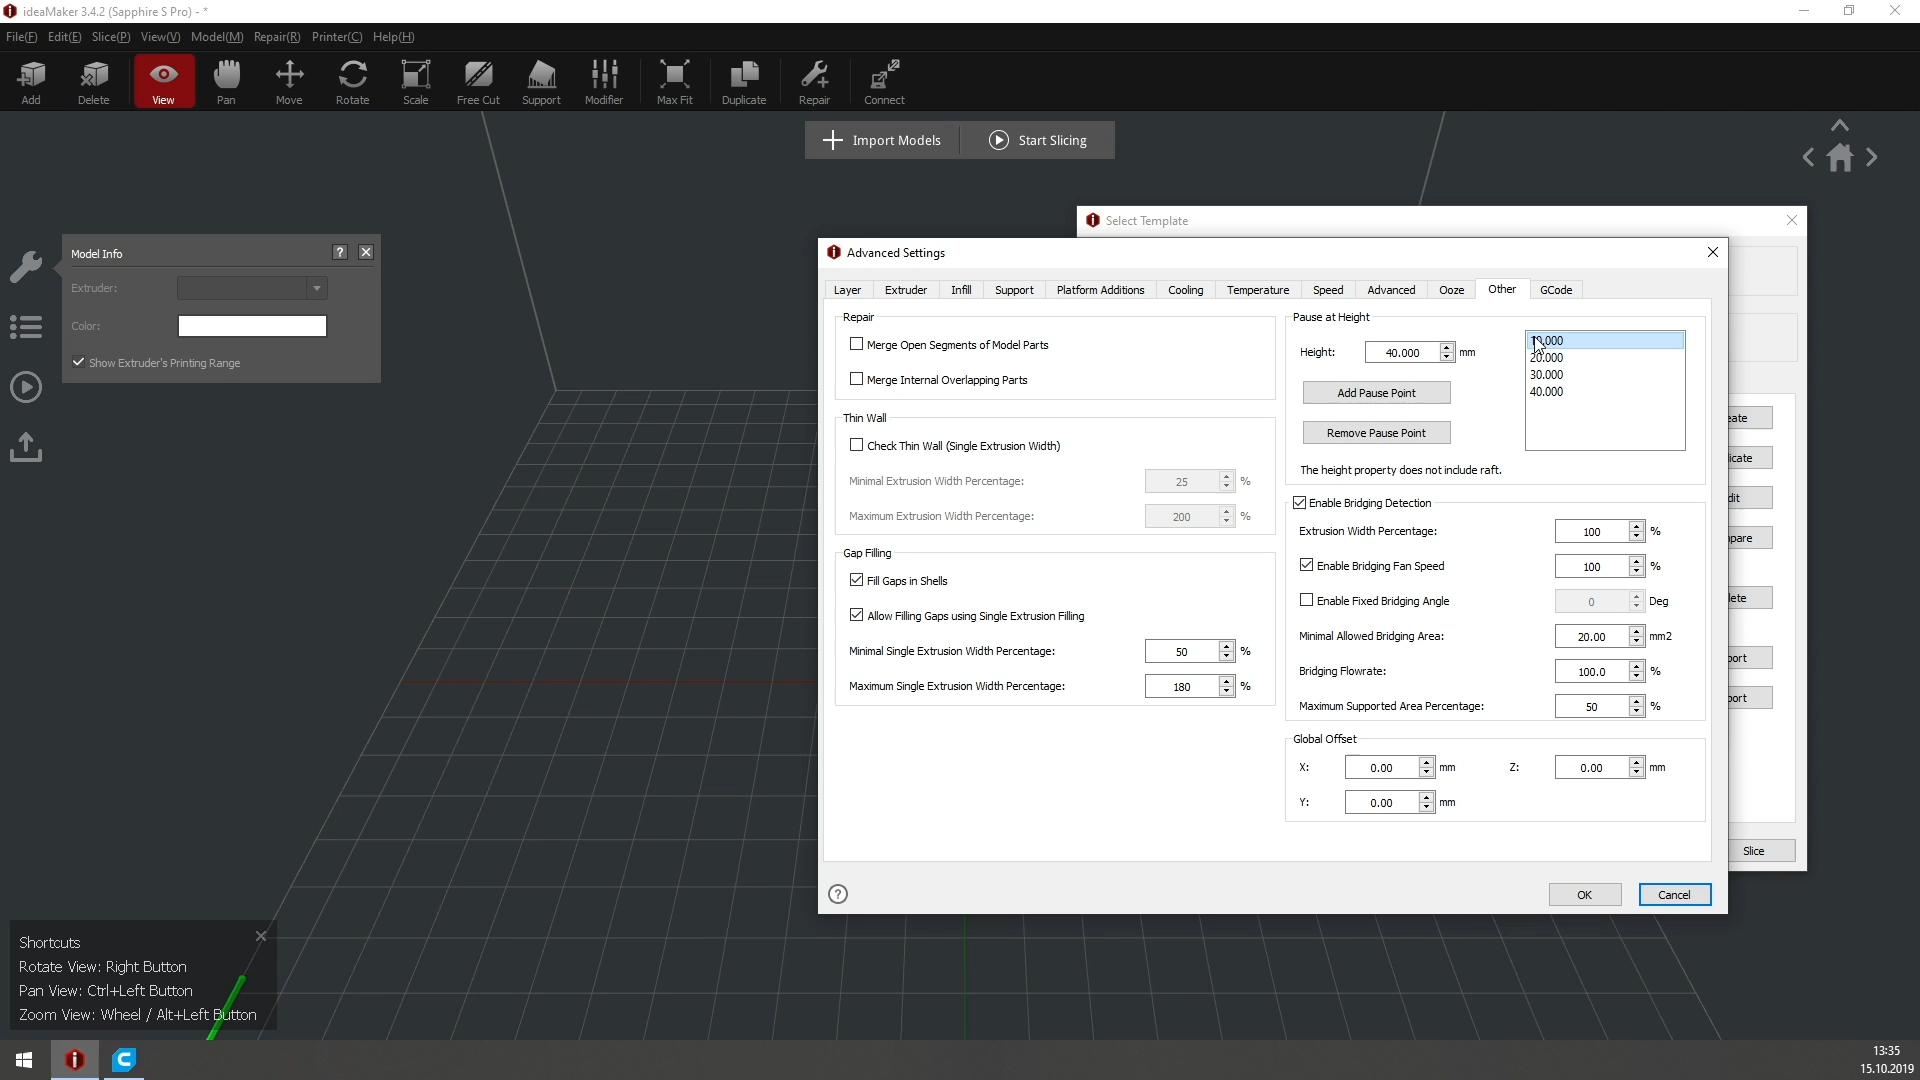 ideaMaker 3.4.2 (Sapphire S Pro) - *
File(F) Edit(E) Slice(P) View(V) Model(M) Repair(R) Printer(C) Help(H)
Add Delete View Pan Move Rotate Scale Free Cut Support Modifier Max Fit Duplicate Repair Connect
Import Models Start Slicing
Select Template
Model Info ?
Extruder:
Color:
Show Extruder's Printing Range
Advanced Settings
Layer Extruder Infill Support Platform Additions Cooling Temperature Speed Advanced Ooze Other GCode
Repair
Merge Open Segments of Model Parts
Merge Internal Overlapping Parts
Thin Wall
Check Thin Wall (Single Extrusion Width)
Minimal Extrusion Width Percentage: 25 %
Maximum Extrusion Width Percentage: 200 %
Gap Filling
Fill Gaps in Shells
Allow Filling Gaps using Single Extrusion Filling
Minimal Single Extrusion Width Percentage: 50 %
Maximum Single Extrusion Width Percentage: 180 %
Pause at Height
Height: 40.000 mm
Add Pause Point
Remove Pause Point
The height property does not include raft.
20.000
30.000
40.000
Enable Bridging Detection
Extrusion Width Percentage: 100 %
Enable Bridging Fan Speed 100 %
Enable Fixed Bridging Angle 0 Deg
Minimal Allowed Bridging Area: 20.00 mm2
Bridging Flowrate: 100.0 %
Maximum Supported Area Percentage: 50 %
Global Offset
X: 0.00 mm Z: 0.00 mm
Y: 0.00 mm
? OK Cancel
eate
icate
dit
pare
lete
port
port
Slice
Shortcuts
Rotate View: Right Button
Pan View: Ctrl+Left Button
Zoom View: Wheel / Alt+Left Button
13:35
15.10.2019